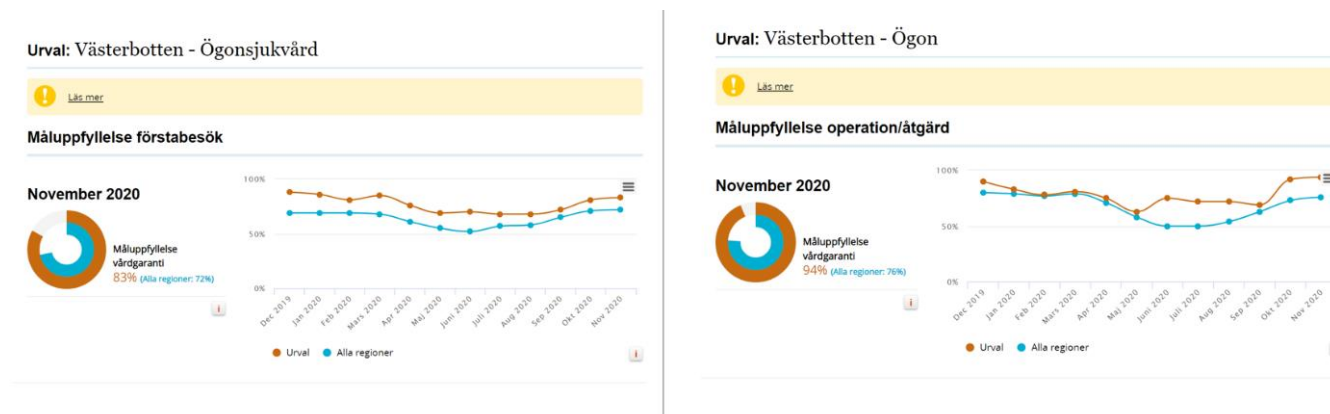 Urval: Västerbotten - Ögonsjukvård
Läs mer
Måluppfyllelse förstabesök
November 2020
Måluppfyllelse
vårdgaranti
83% (Alla regioner: 72%)
i
100%
50%
0%
Dec 2019
Jan 2020
Feb 2020
Mars 2020
Apr 2020
Maj 2020
Juni 2020
Juli 2020
Aug 2020
Sep 2020
Okt 2020
Nov 2020
Urval Alla regioner
i
Urval: Västerbotten - Ögon
Läs mer
Måluppfyllelse operation/åtgärd
November 2020
Måluppfyllelse
vårdgaranti
94% (Alla regioner: 76%)
i
100%
50%
0%
Dec 2019
Jan 2020
Feb 2020
Mars 2020
Apr 2020
Maj 2020
Juni 2020
Juli 2020
Aug 2020
Sep 2020
Okt 2020
Nov 2020
Urval Alla regioner